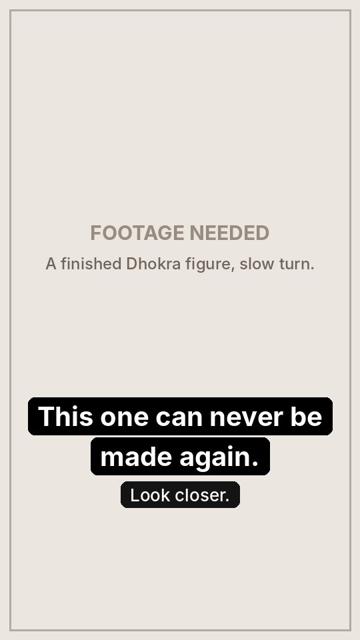 FOOTAGE NEEDED
A finished Dhokra figure, slow turn.
This one can never be
made again.
Look closer.